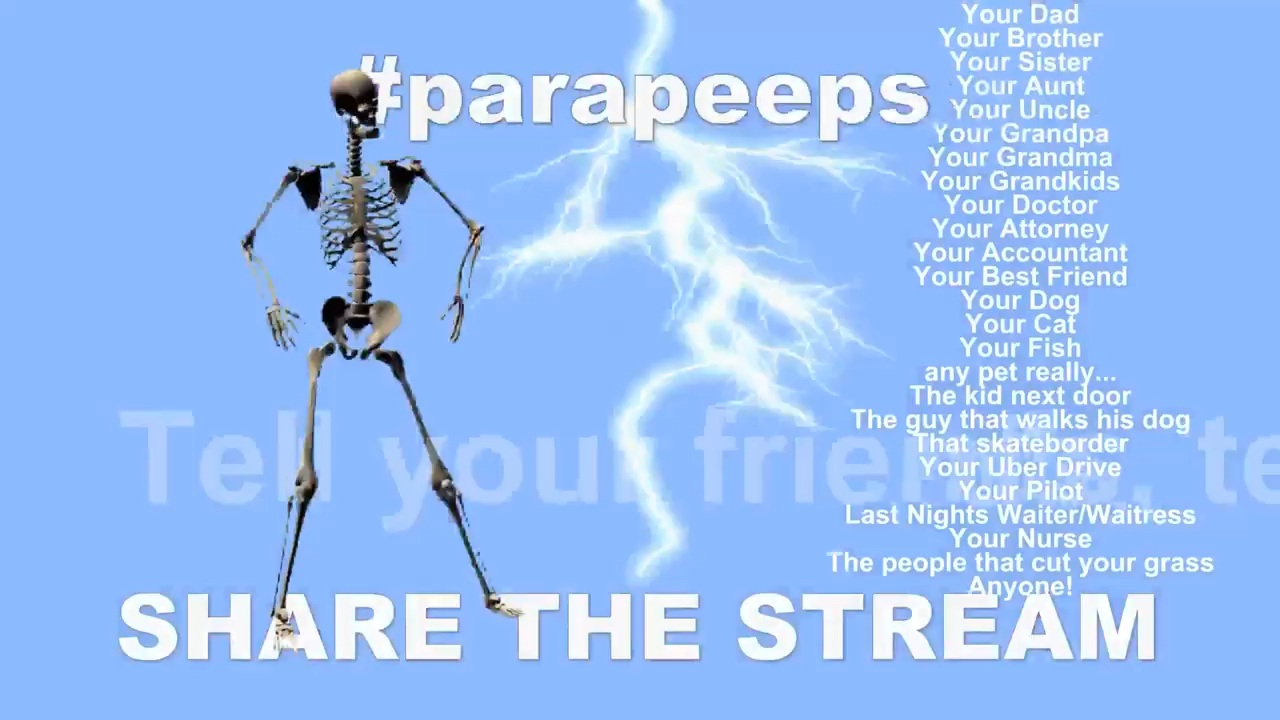 #parapeeps
Your Dad
Your Brother
Your Sister
Your Aunt
Your Uncle
Your Grandpa
Your Grandma
Your Grandkids
Your Doctor
Your Attorney
Your Accountant
Your Best Friend
Your Dog
Your Cat
Your Fish
any pet really...
The kid next door
The guy that walks his dog
That skateborder
Your Uber Drive
Your Pilot
Last Nights Waiter/Waitress
Your Nurse
The people that cut your grass
Anyone!
Tell your friends, te
SHARE THE STREAM